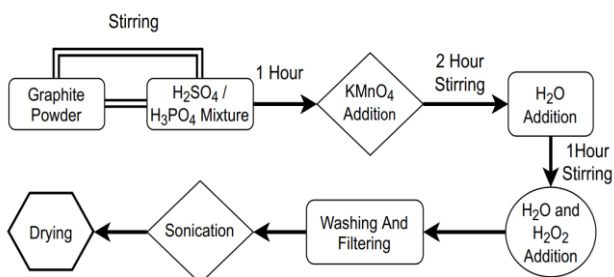 Stirring
Graphite
Powder
H₂SO₄ /
H₃PO₄ Mixture
1 Hour
KMnO₄
Addition
2 Hour
Stirring
H₂O
Addition
1Hour
Stirring
H₂O and
H₂O₂
Addition
Washing And
Filtering
Sonication
Drying